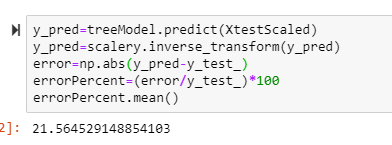 y_pred=treeModel.predict(XtestScaled)
y_pred=scalery.inverse_transform(y_pred)
error=np.abs(y_pred-y_test_)
errorPercent=(error/y_test_)*100
errorPercent.mean()
2]: 21.564529148854103